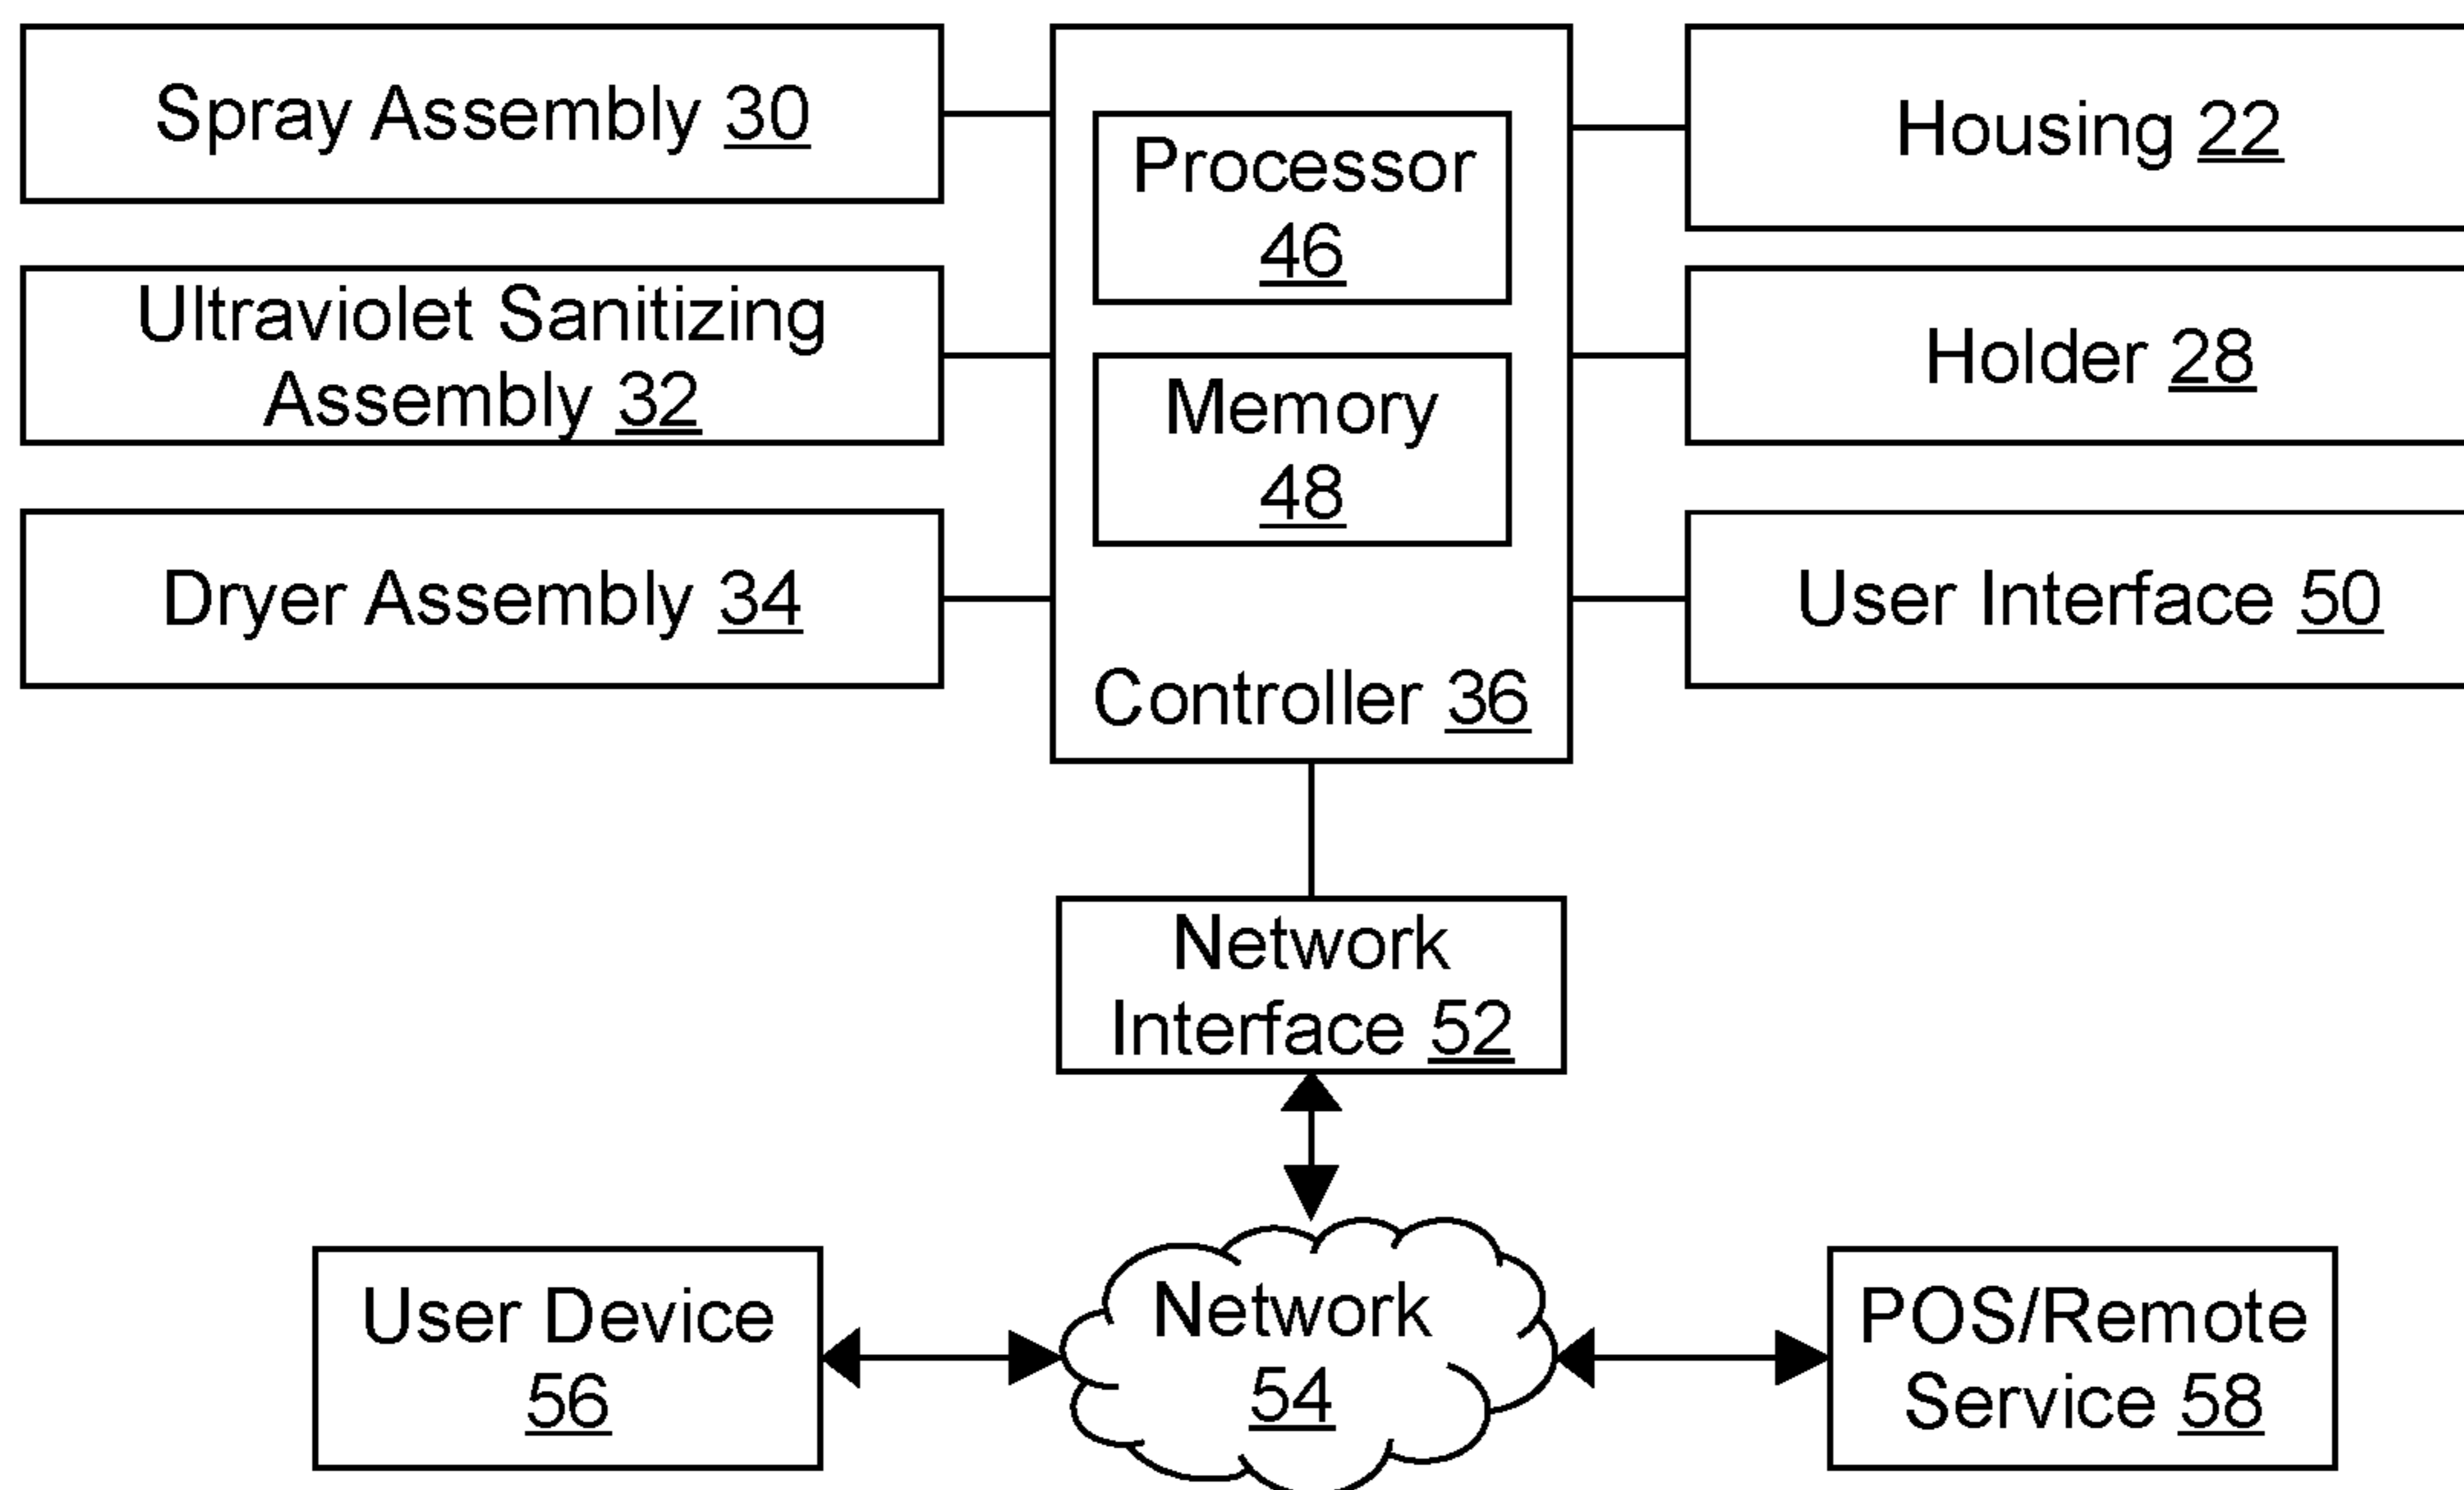 Spray Assembly 30
Ultraviolet Sanitizing
Assembly 32
Dryer Assembly 34
Processor
46
Memory
48
Controller 36
Housing 22
Holder 28
User Interface 50
Network
Interface 52
User Device
56
Network
54
POS/Remote
Service 58